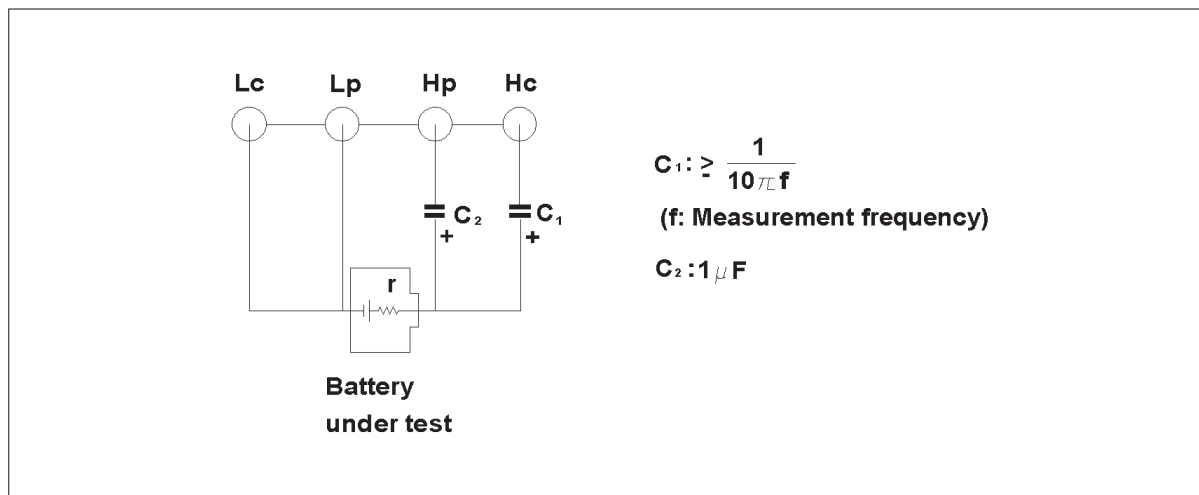 Lc Lp Hp Hc
C₁: ≥ 1
10πf
(f: Measurement frequency)
C₂ C₁
+ +
C₂ :1μF
r
Battery
under test